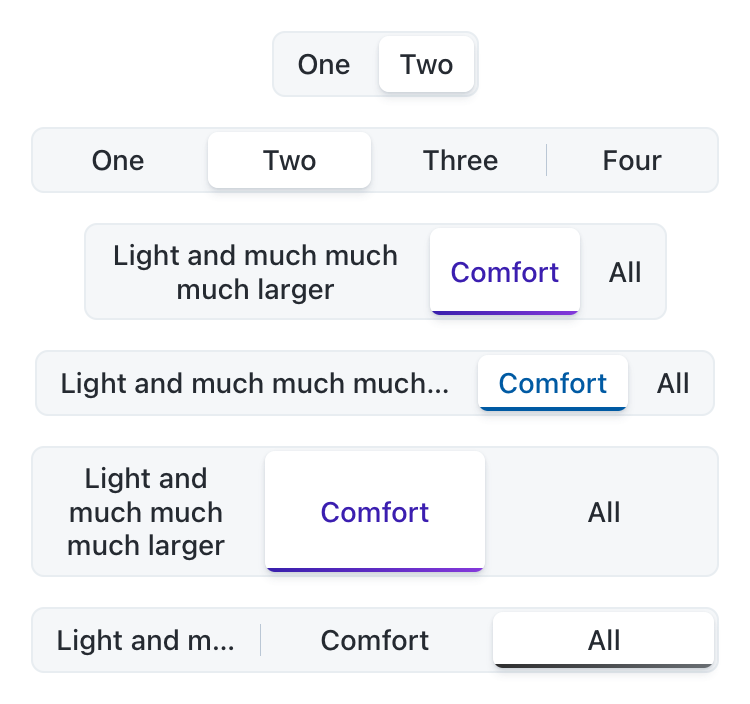 One Two
One Two Three Four
Light and much much
much larger
Comfort All
Light and much much much... Comfort All
Light and
much much
much larger
Comfort All
Light and m... Comfort All